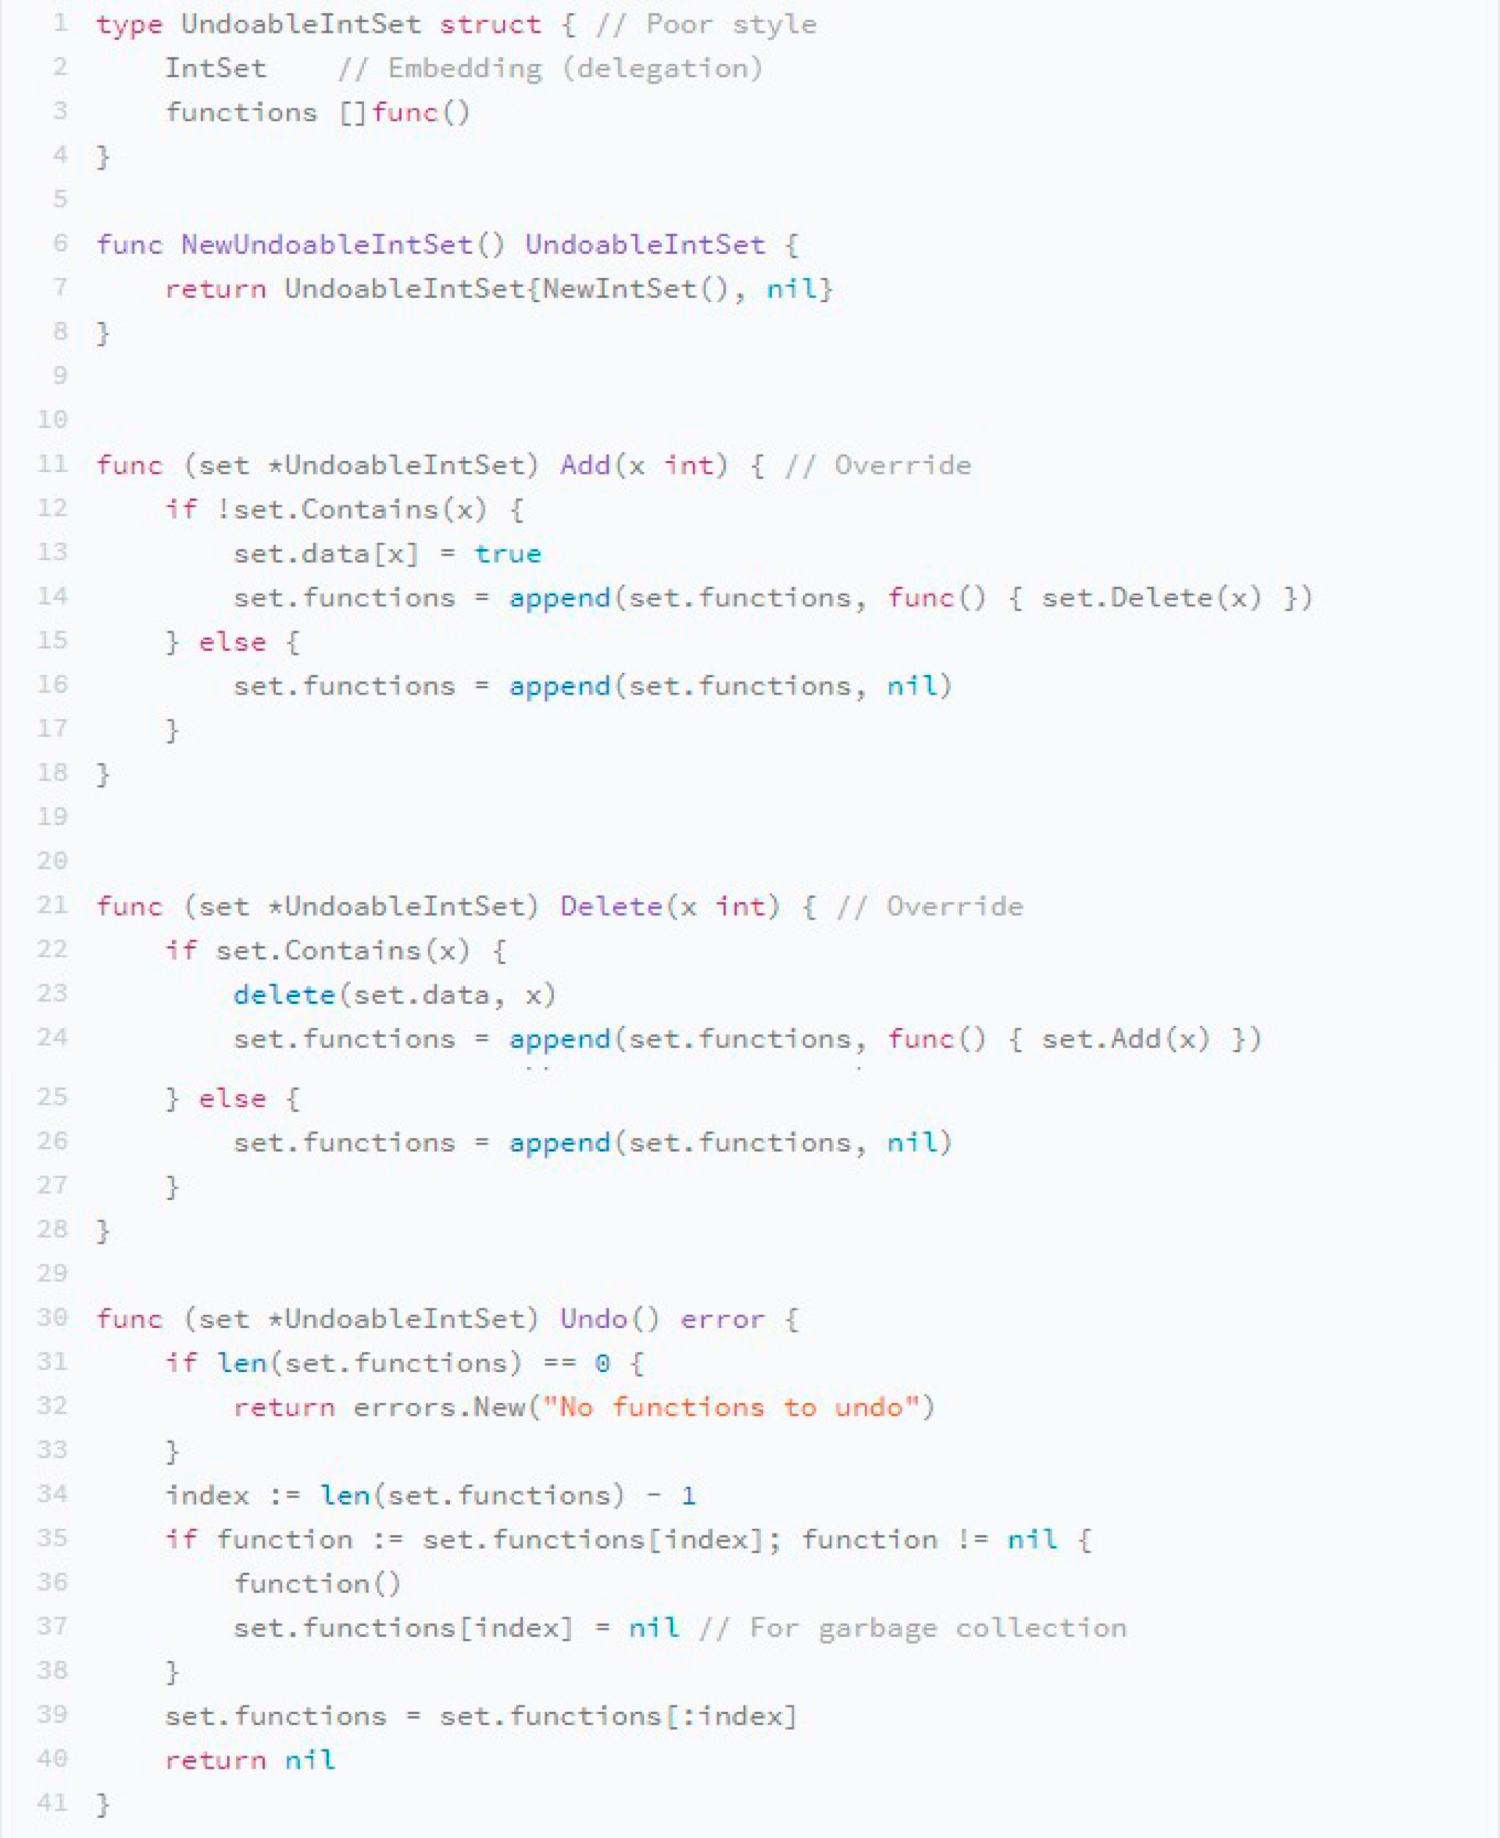 1 type UndoableIntSet struct { // Poor style
2     IntSet    // Embedding (delegation)
3     functions []func()
4 }
5
6 func NewUndoableIntSet() UndoableIntSet {
7     return UndoableIntSet{NewIntSet(), nil}
8 }
9
10
11 func (set *UndoableIntSet) Add(x int) { // Override
12     if !set.Contains(x) {
13         set.data[x] = true
14         set.functions = append(set.functions, func() { set.Delete(x) })
15     } else {
16         set.functions = append(set.functions, nil)
17     }
18 }
19
20
21 func (set *UndoableIntSet) Delete(x int) { // Override
22     if set.Contains(x) {
23         delete(set.data, x)
24         set.functions = append(set.functions, func() { set.Add(x) })
25     } else {
26         set.functions = append(set.functions, nil)
27     }
28 }
29
30 func (set *UndoableIntSet) Undo() error {
31     if len(set.functions) == 0 {
32         return errors.New("No functions to undo")
33     }
34     index := len(set.functions) - 1
35     if function := set.functions[index]; function != nil {
36         function()
37         set.functions[index] = nil // For garbage collection
38     }
39     set.functions = set.functions[:index]
40     return nil
41 }